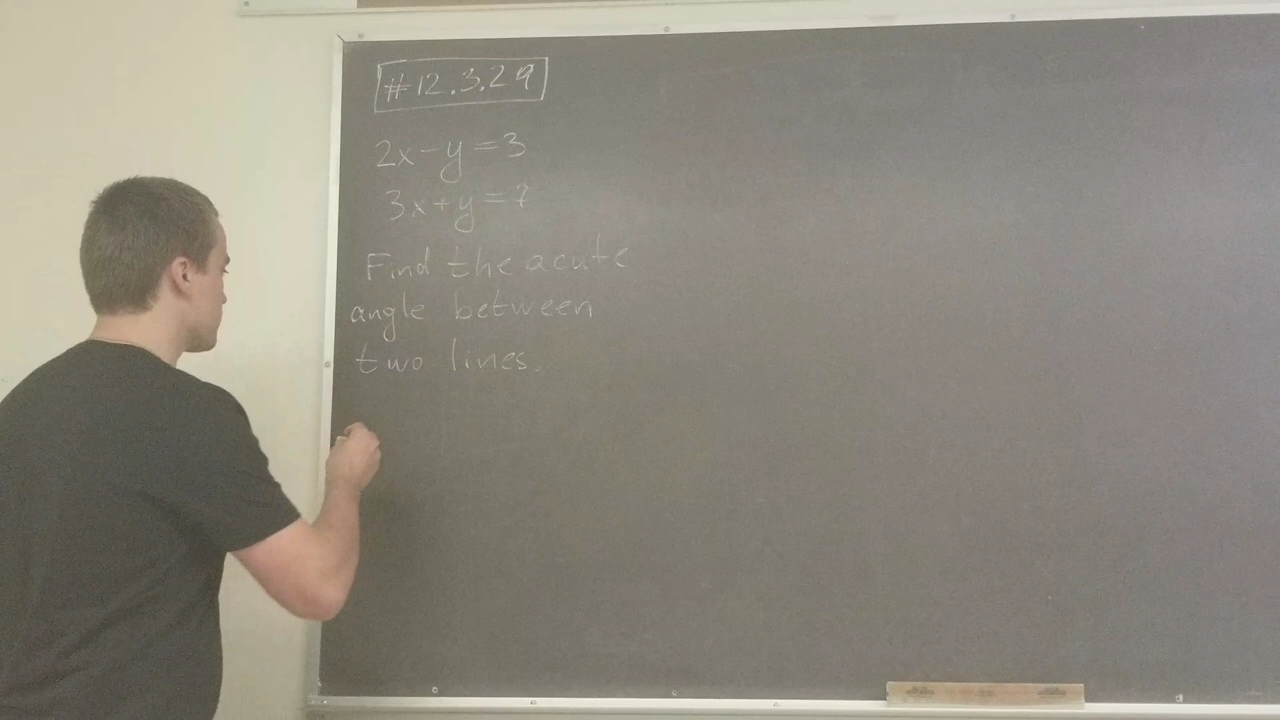 #12.3.29
2x-y=3
3x+y=7
Find the acute
angle between
two lines.